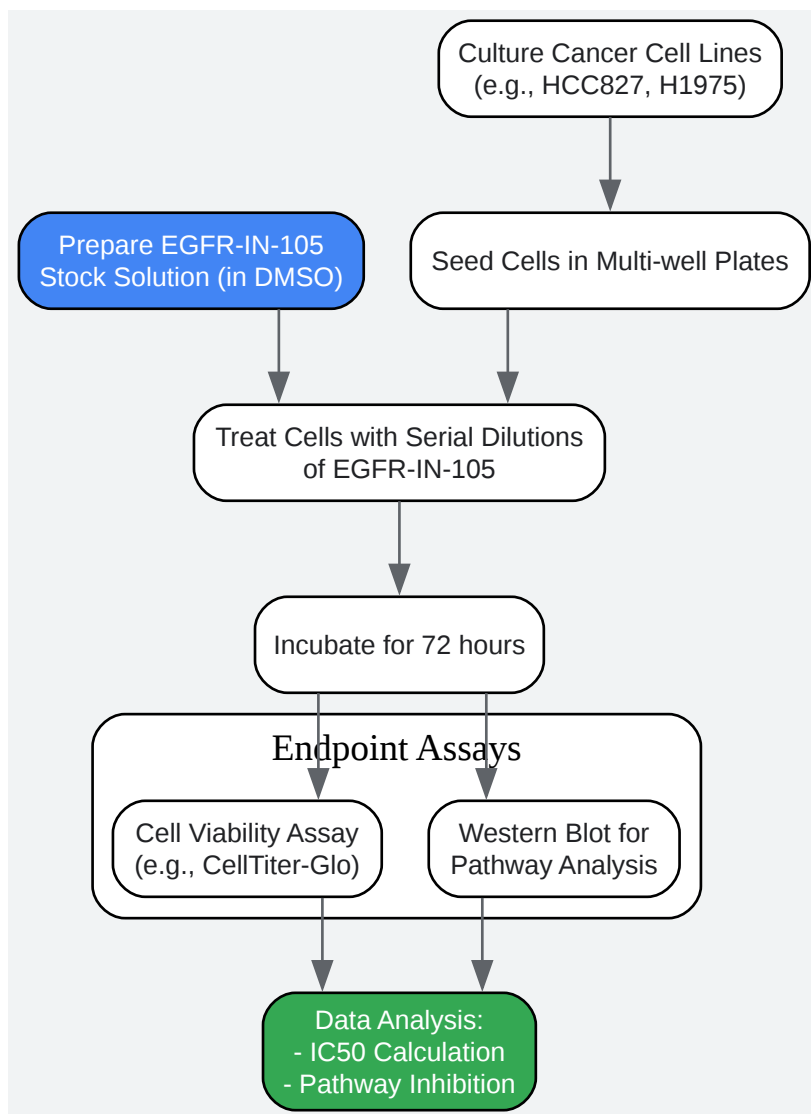 Culture Cancer Cell Lines
(e.g., HCC827, H1975)
Prepare EGFR-IN-105
Stock Solution (in DMSO)
Seed Cells in Multi-well Plates
Treat Cells with Serial Dilutions
of EGFR-IN-105
Incubate for 72 hours
Endpoint Assays
Cell Viability Assay
(e.g., CellTiter-Glo)
Western Blot for
Pathway Analysis
Data Analysis:
- IC50 Calculation
- Pathway Inhibition